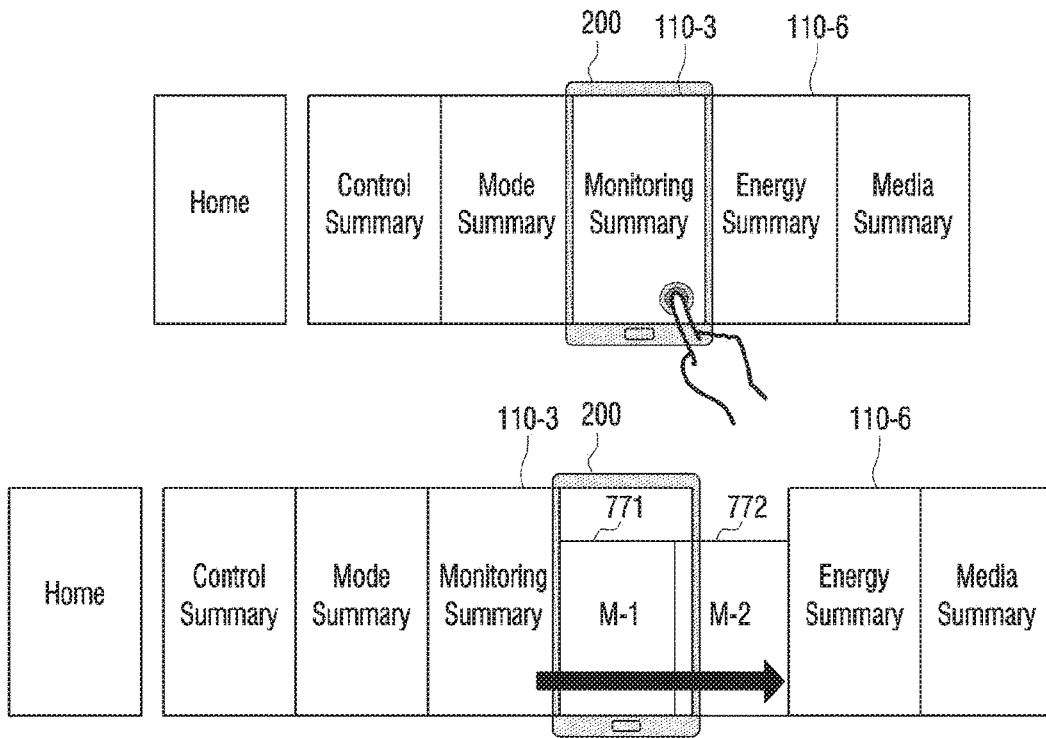 200 110-3 110-6
Home
Control
Summary
Mode
Summary
Monitoring
Summary
Energy
Summary
Media
Summary
110-3 200 110-6
771 772
Home
Control
Summary
Mode
Summary
Monitoring
Summary
M-1
M-2
Energy
Summary
Media
Summary